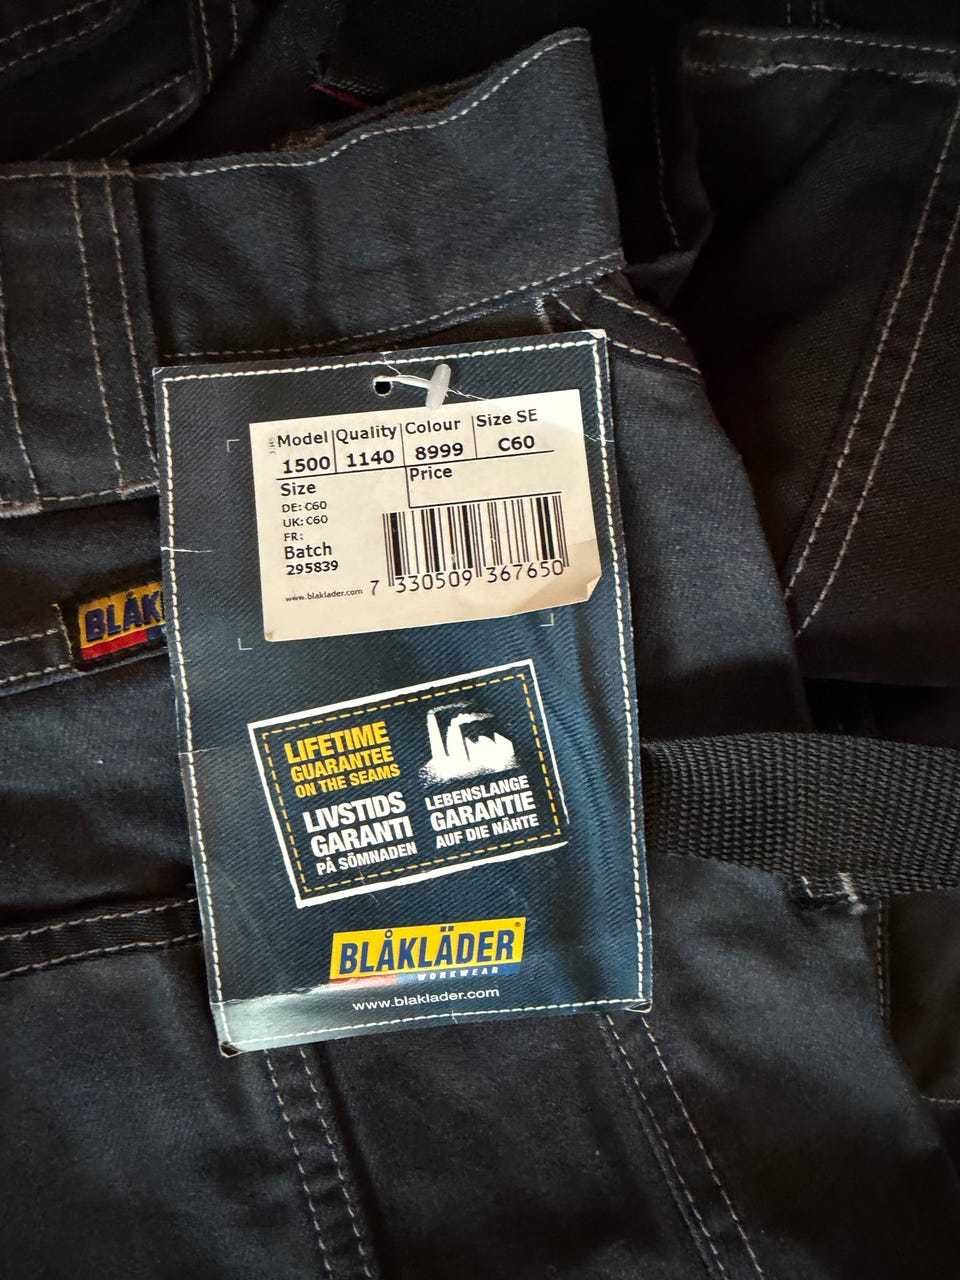 Model Quality Colour Size SE
1500 1140 8999 C60
Size Price
DE: C60
UK: C60
FR:
Batch
295839
www.blaklader.com
7 330509 367650
BLÅK
LIFETIME
GUARANTEE
ON THE SEAMS
LIVSTIDS
GARANTI
PÅ SÖMNADEN
LEBENSLANGE
GARANTIE
AUF DIE NÄHTE
BLÅKLÄDER®
WORKWEAR
www.blaklader.com